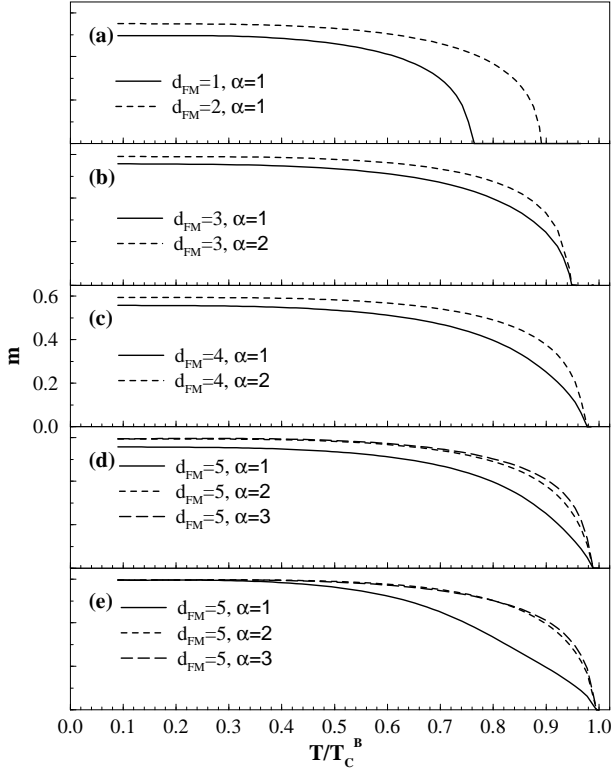 (a)
d_FM=1, α=1
d_FM=2, α=1
(b)
d_FM=3, α=1
d_FM=3, α=2
0.6
(c)
0.4
d_FM=4, α=1
d_FM=4, α=2
m
0.2
0.0
(d)
d_FM=5, α=1
d_FM=5, α=2
d_FM=5, α=3
(e)
d_FM=5, α=1
d_FM=5, α=2
d_FM=5, α=3
0.0 0.1 0.2 0.3 0.4 0.5 0.6 0.7 0.8 0.9 1.0
T/T_C^B